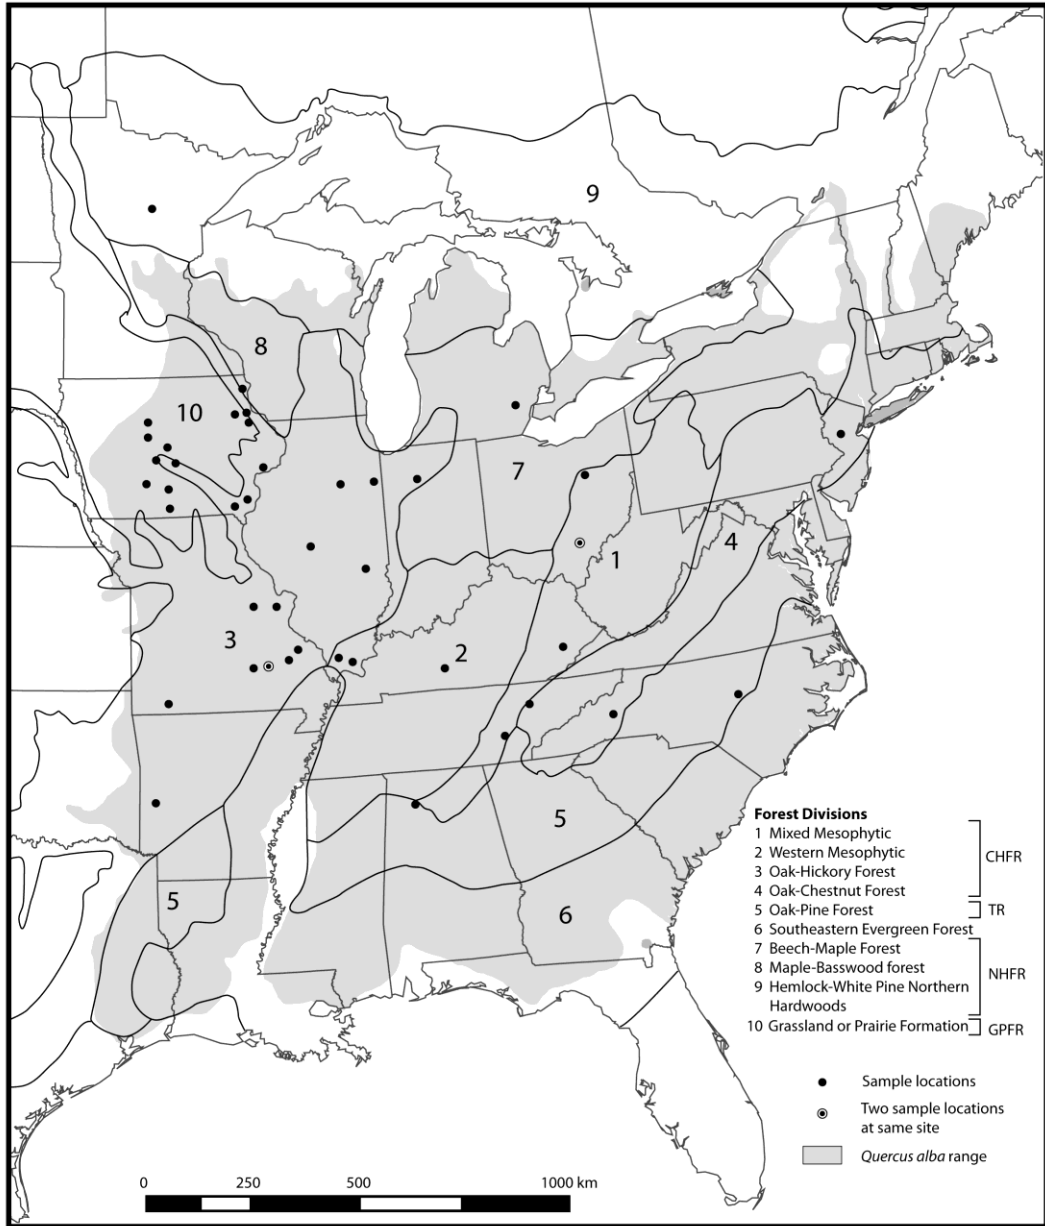 9
8
10
7
1
4
3
2
5
5
6
Forest Divisions
1 Mixed Mesophytic
2 Western Mesophytic
3 Oak-Hickory Forest
4 Oak-Chestnut Forest
CHFR
5 Oak-Pine Forest
TR
6 Southeastern Evergreen Forest
7 Beech-Maple Forest
8 Maple-Basswood forest
9 Hemlock-White Pine Northern
Hardwoods
NHFR
10 Grassland or Prairie Formation
GPFR
Sample locations
Two sample locations
at same site
Quercus alba range
0 250 500 1000 km